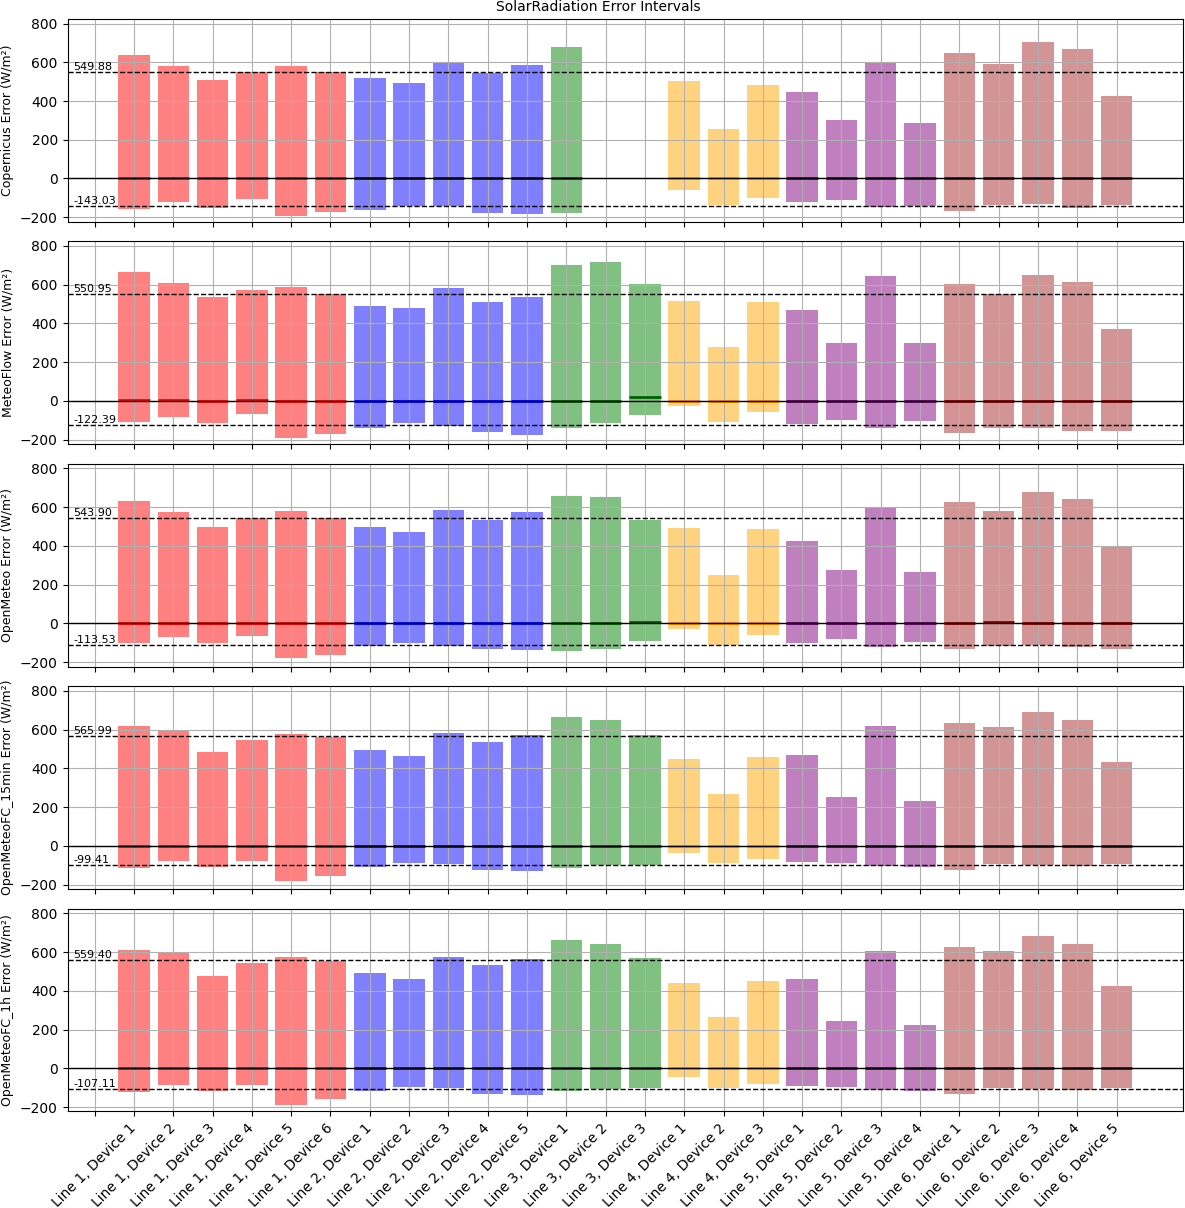 SolarRadiation Error Intervals
Copernicus Error (W/m²)
800
600
400
200
0
−200
549.88
-143.03
MeteoFlow Error (W/m²)
800
600
400
200
0
−200
550.95
-122.39
OpenMeteo Error (W/m²)
800
600
400
200
0
−200
543.90
-113.53
OpenMeteoFC_15min Error (W/m²)
800
600
400
200
0
−200
565.99
-99.41
OpenMeteoFC_1h Error (W/m²)
800
600
400
200
0
−200
559.40
-107.11
Line 1, Device 1
Line 1, Device 2
Line 1, Device 3
Line 1, Device 4
Line 1, Device 5
Line 1, Device 6
Line 2, Device 1
Line 2, Device 2
Line 2, Device 3
Line 2, Device 4
Line 2, Device 5
Line 3, Device 1
Line 3, Device 2
Line 3, Device 3
Line 4, Device 1
Line 4, Device 2
Line 4, Device 3
Line 5, Device 1
Line 5, Device 2
Line 5, Device 3
Line 5, Device 4
Line 6, Device 1
Line 6, Device 2
Line 6, Device 3
Line 6, Device 4
Line 6, Device 5